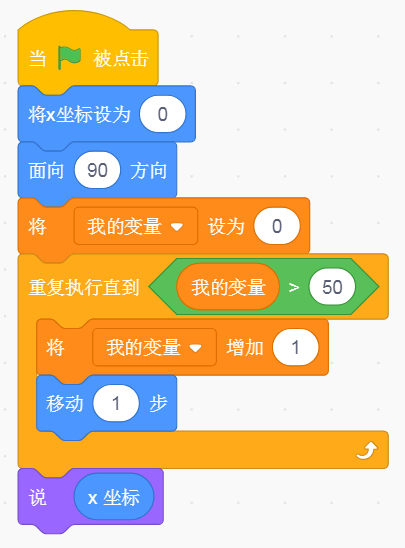 当 被点击
将x坐标设为 0
面向 90 方向
将 我的变量 设为 0
重复执行直到 我的变量 > 50
将 我的变量 增加 1
移动 1 步
说 x 坐标